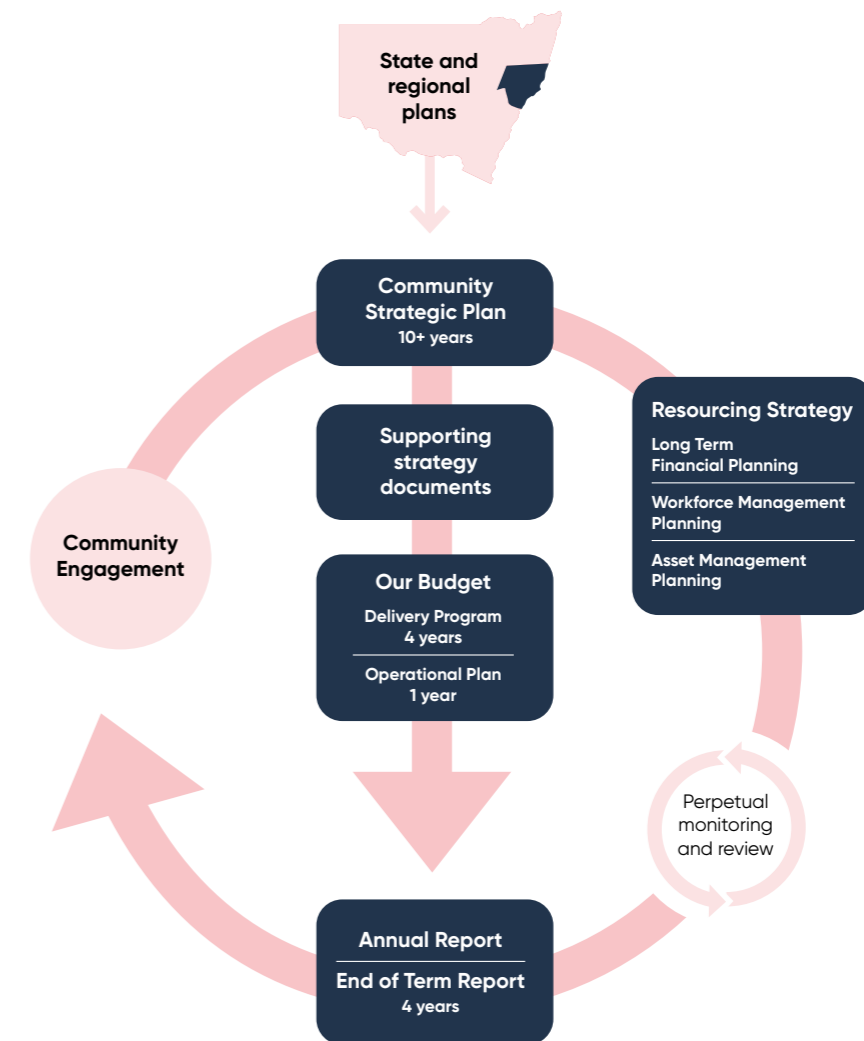 State and
regional
plans
Community
Strategic Plan
10+ years
Supporting
strategy
documents
Our Budget
Delivery Program
4 years
Operational Plan
1 year
Resourcing Strategy
Long Term
Financial Planning
Workforce Management
Planning
Asset Management
Planning
Community
Engagement
Perpetual
monitoring
and review
Annual Report
End of Term Report
4 years